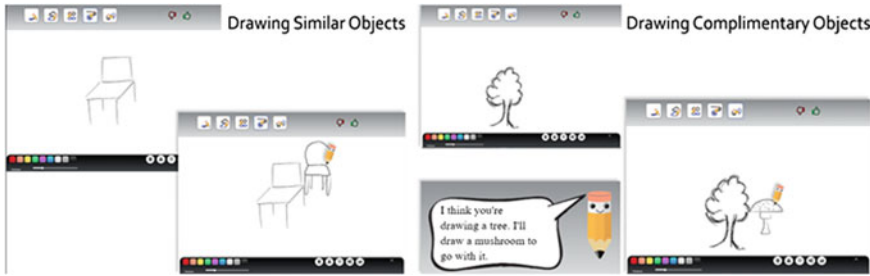 Drawing Similar Objects
Drawing Complimentary Objects
I think you're
drawing a tree. I'll
draw a mushroom to
go with it.